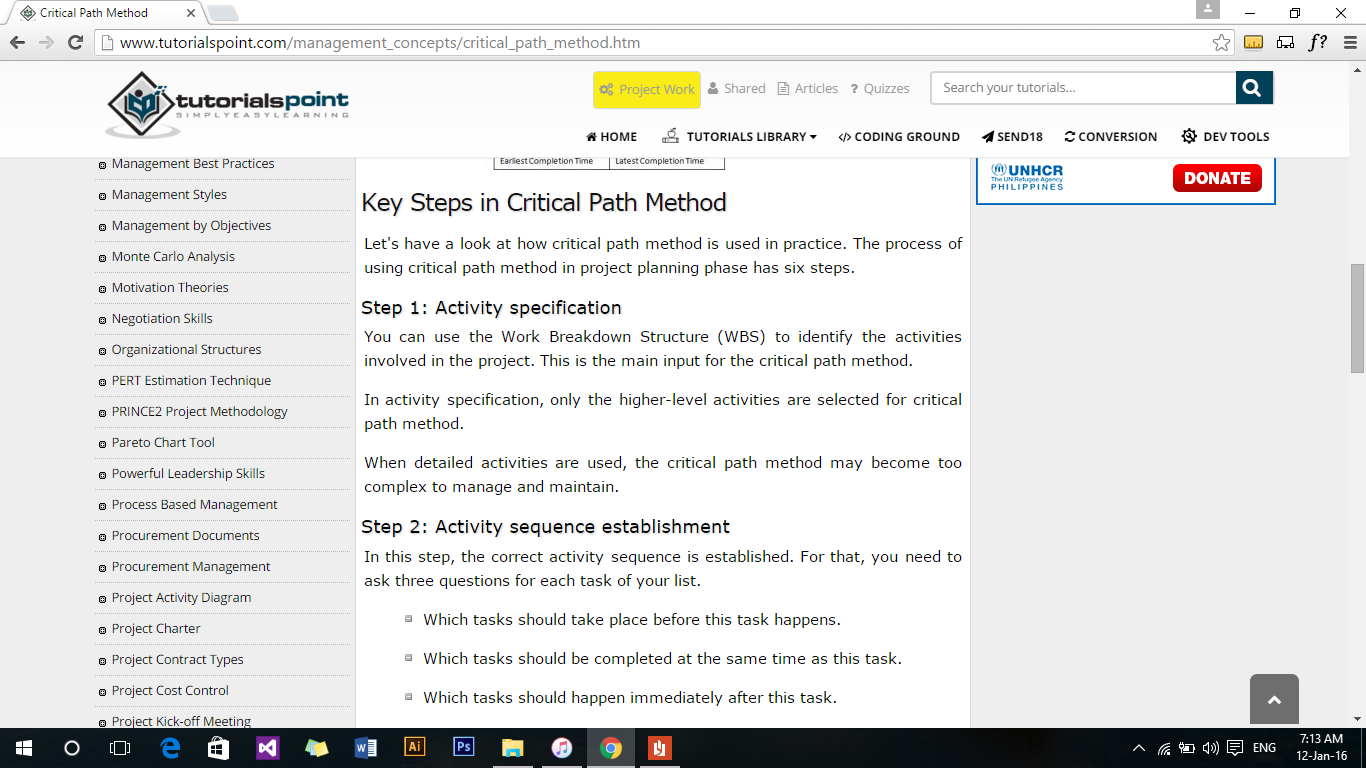 Critical Path Method
www.tutorialspoint.com/management_concepts/critical_path_method.htm
f?
tutorialspoint
SIMPLYEASYLEARNING
Project Work
Shared
Articles
? Quizzes
Search your tutorials...
HOME
TUTORIALS LIBRARY
</> CODING GROUND
SEND18
CONVERSION
DEV TOOLS
Management Best Practices
Management Styles
Management by Objectives
Monte Carlo Analysis
Motivation Theories
Negotiation Skills
Organizational Structures
PERT Estimation Technique
PRINCE2 Project Methodology
Pareto Chart Tool
Powerful Leadership Skills
Process Based Management
Procurement Documents
Procurement Management
Project Activity Diagram
Project Charter
Project Contract Types
Project Cost Control
Project Kick-off Meeting
Earliest Completion Time
Latest Completion Time
Key Steps in Critical Path Method
Let's have a look at how critical path method is used in practice. The process of
using critical path method in project planning phase has six steps.
Step 1: Activity specification
You can use the Work Breakdown Structure (WBS) to identify the activities
involved in the project. This is the main input for the critical path method.
In activity specification, only the higher-level activities are selected for critical
path method.
When detailed activities are used, the critical path method may become too
complex to manage and maintain.
Step 2: Activity sequence establishment
In this step, the correct activity sequence is established. For that, you need to
ask three questions for each task of your list.
Which tasks should take place before this task happens.
Which tasks should be completed at the same time as this task.
Which tasks should happen immediately after this task.
UNHCR
The UN Refugee Agency
PHILIPPINES
DONATE
Ai
Ps
ENG
7:13 AM
12-Jan-16